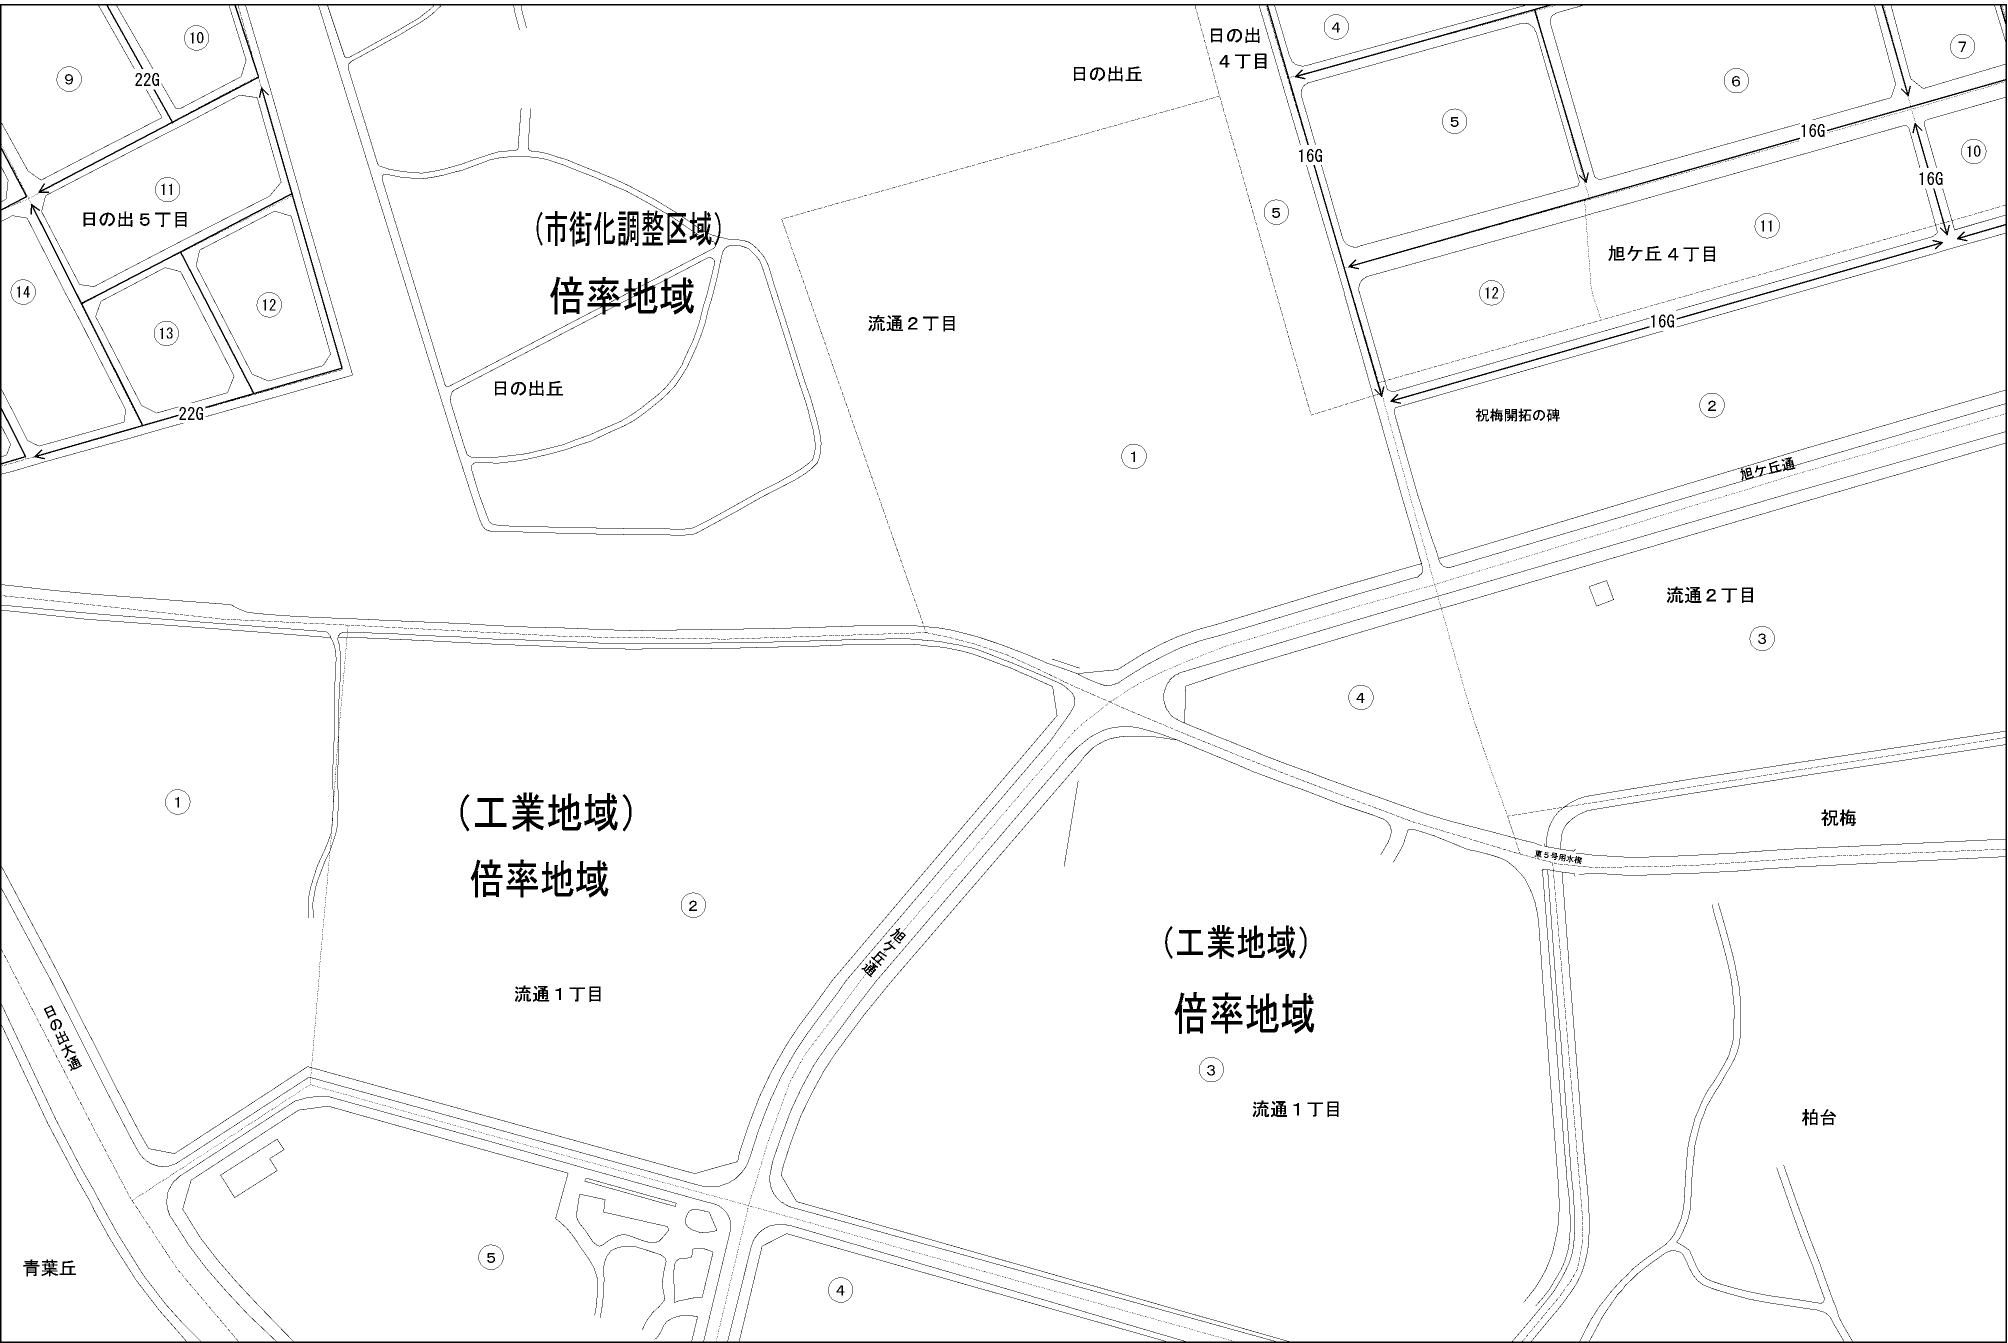 ⑩
④
日の出
４丁目
⑦
⑨
22G
日の出丘
⑥
⑤
16G
16G
⑩
⑪
日の出５丁目
16G
⑤
（市街化調整区域）
倍率地域
⑪
旭ケ丘４丁目
⑭
⑫
⑬
⑫
流通２丁目
16G
日の出丘
22G
祝梅開拓の碑
②
①
旭ケ丘通
流通２丁目
③
④
①
（工業地域）
倍率地域
②
祝梅
東５号用水機
旭ケ丘通
（工業地域）
倍率地域
流通１丁目
日の出大通
③
流通１丁目
柏台
青葉丘
⑤
④